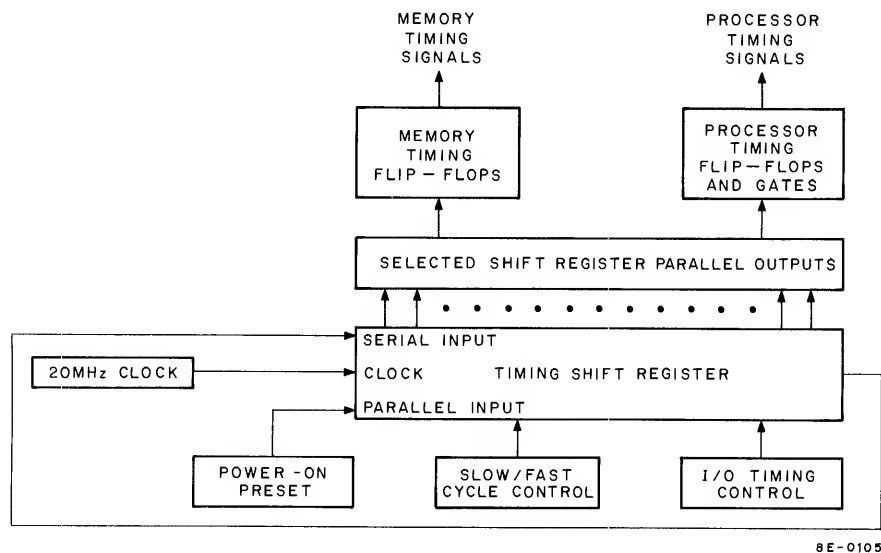 MEMORY
TIMING
SIGNALS
PROCESSOR
TIMING
SIGNALS
MEMORY
TIMING
FLIP-FLOPS
PROCESSOR
TIMING
FLIP-FLOPS
AND GATES
SELECTED SHIFT REGISTER PARALLEL OUTPUTS
SERIAL INPUT
20MHz CLOCK
CLOCK
TIMING SHIFT REGISTER
PARALLEL INPUT
POWER-ON
PRESET
SLOW/FAST
CYCLE CONTROL
I/O TIMING
CONTROL
8E-0105